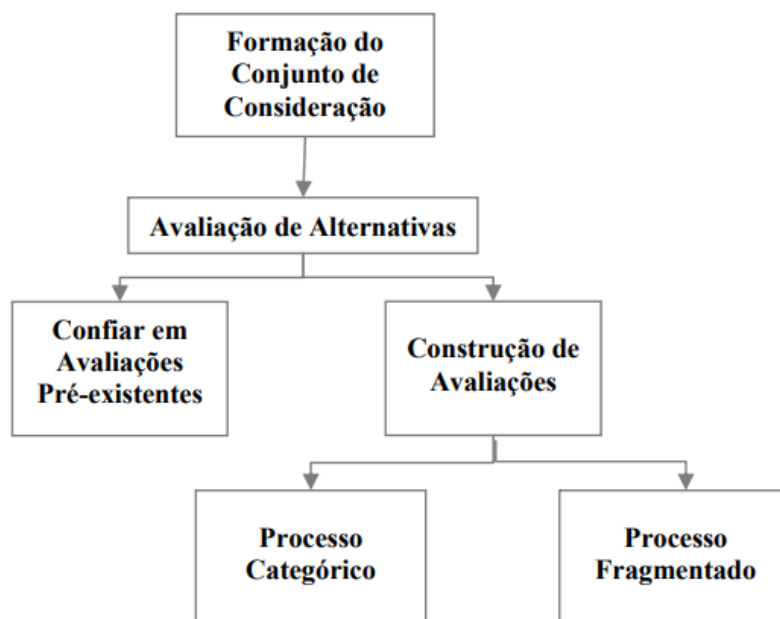 Formação do
Conjunto de
Consideração
Avaliação de Alternativas
Confiar em
Avaliações
Pré-existentes
Construção de
Avaliações
Processo
Categórico
Processo
Fragmentado